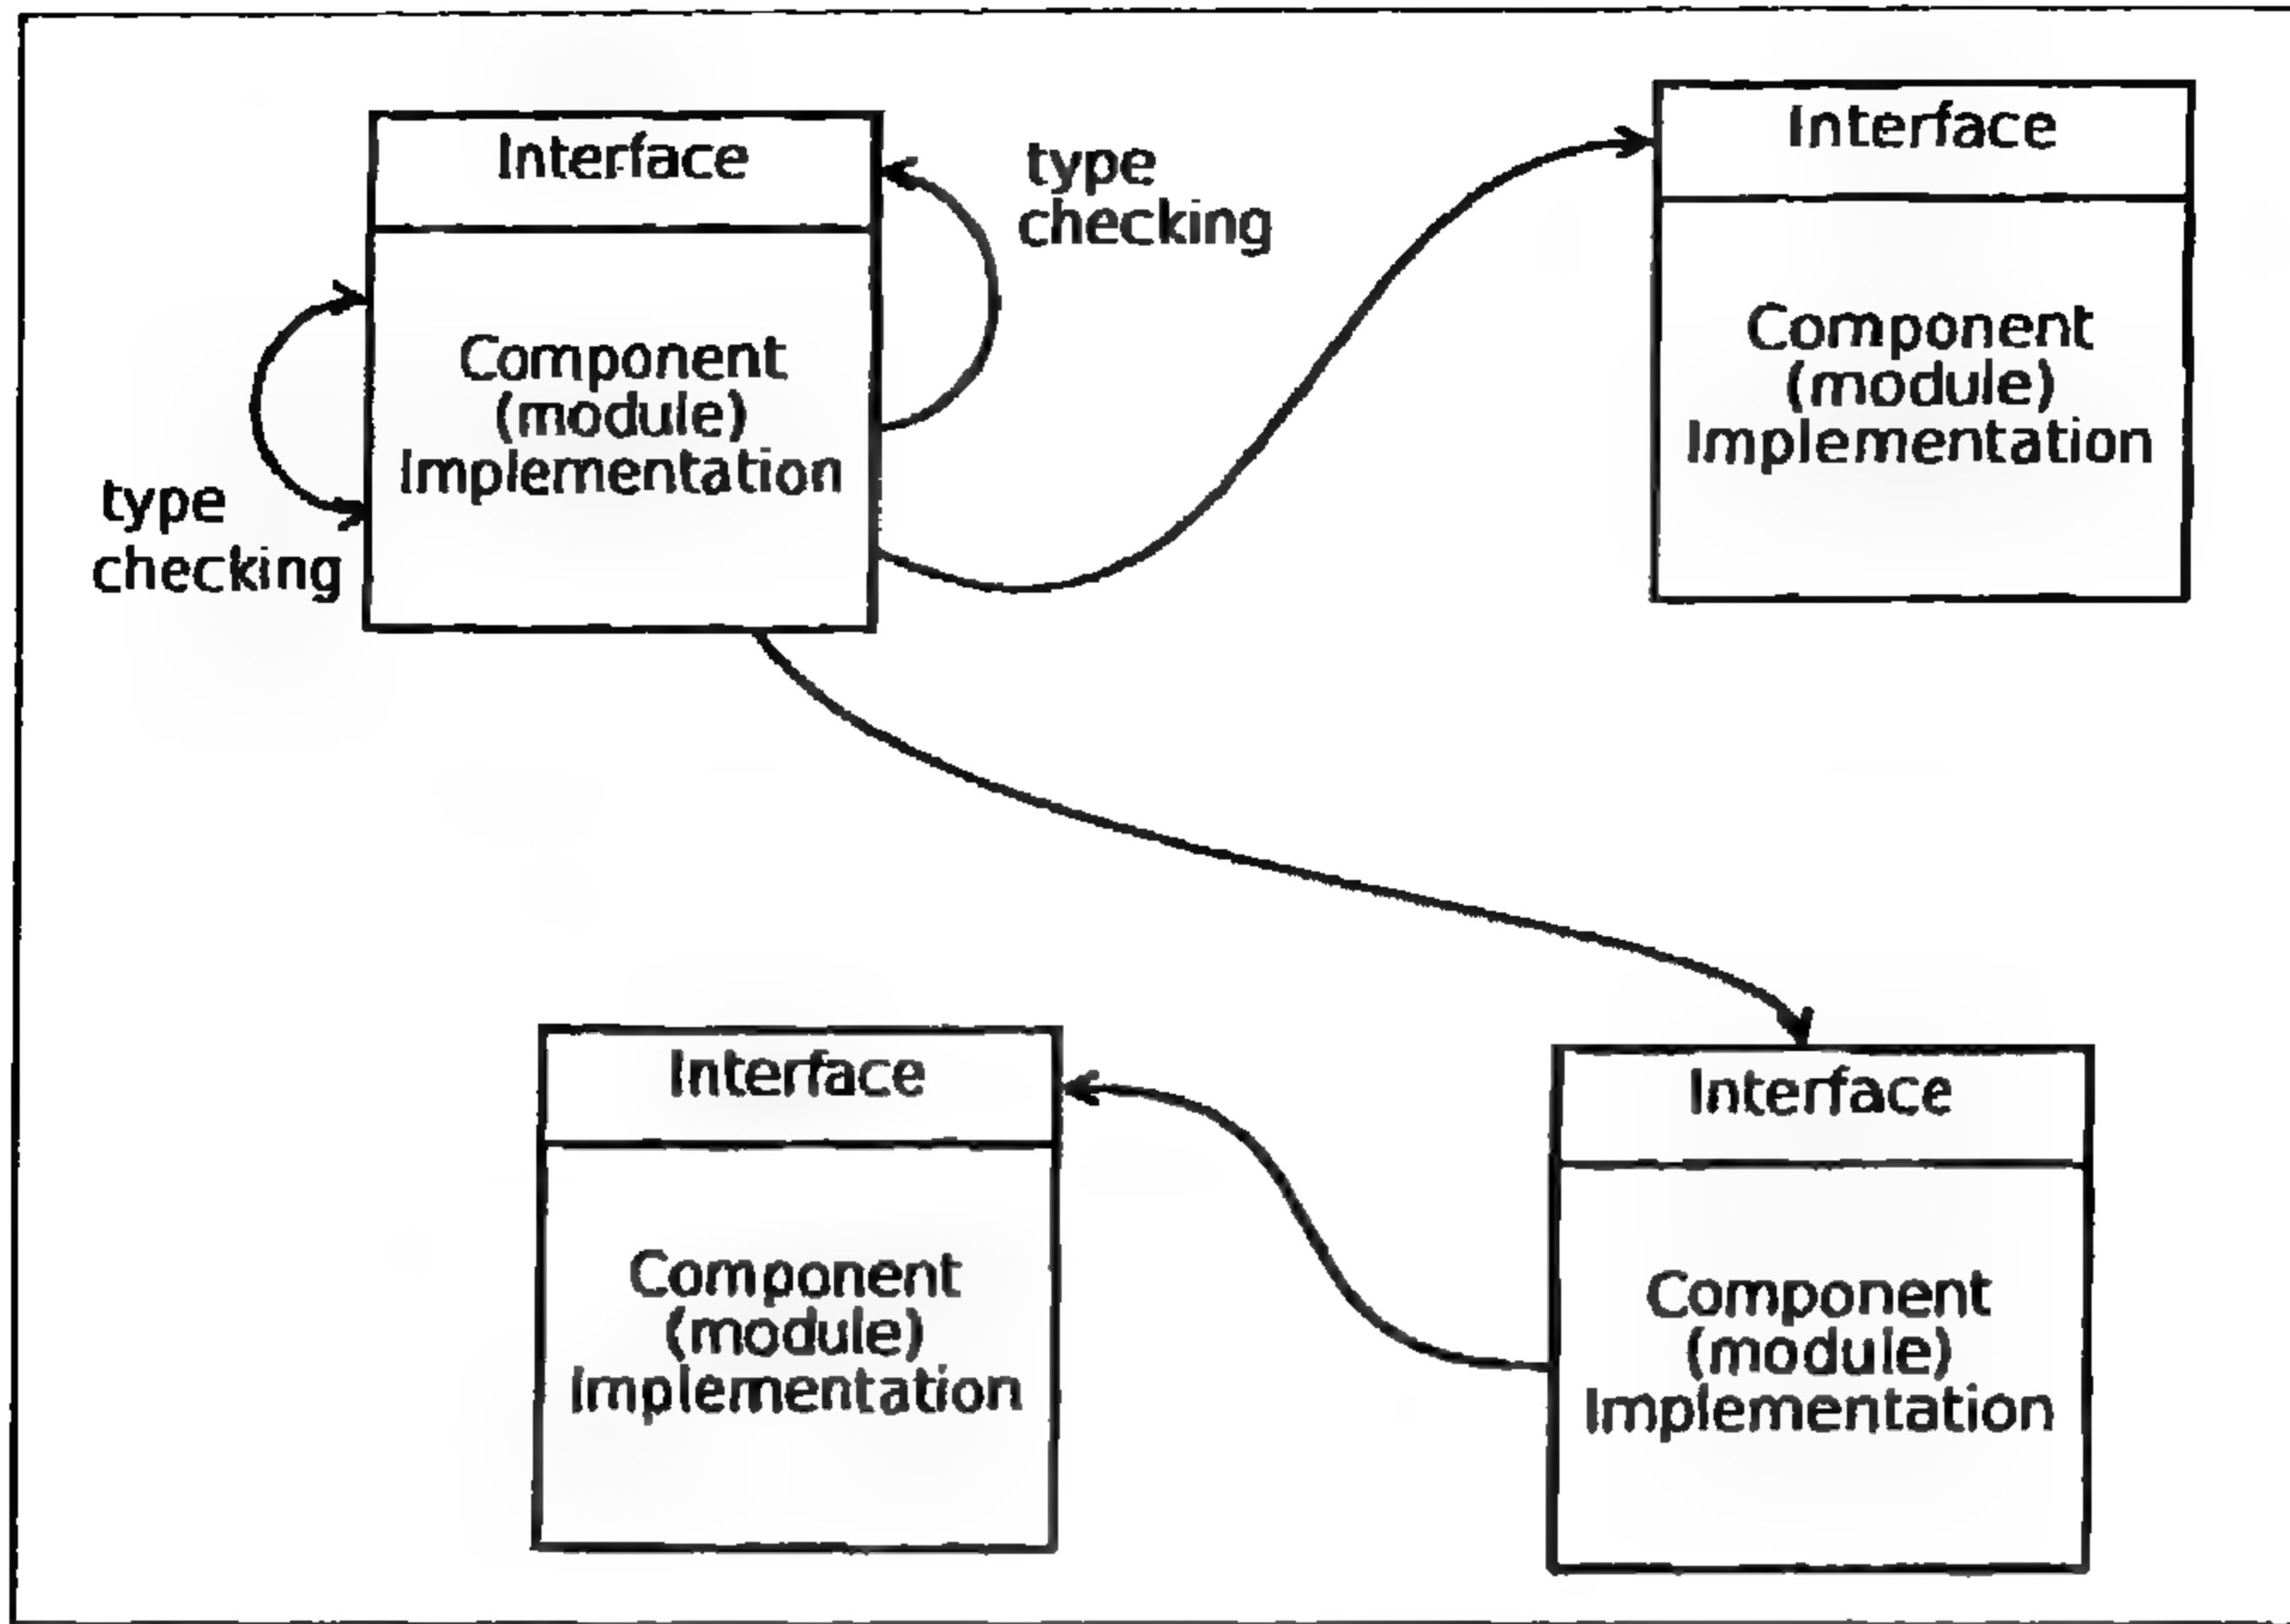 Interface
Component
(module)
Implementation
type
checking
type
checking
Interface
Component
(module)
Implementation
Interface
Component
(module)
Implementation
Interface
Component
(module)
Implementation